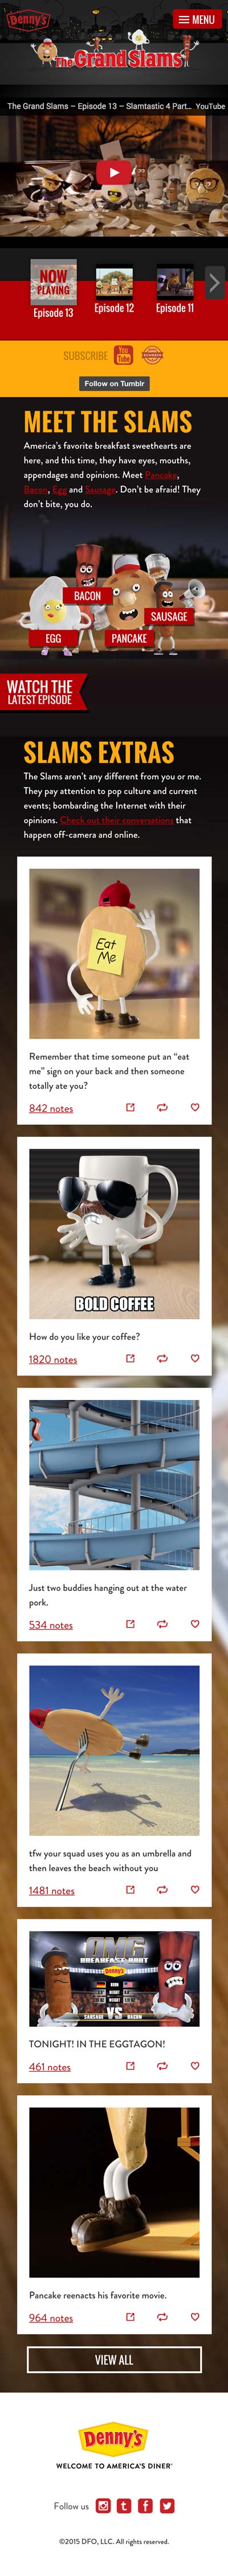 Denny's
MENU
The Grand Slams
The Grand Slams – Episode 13 – Slamtastic 4 Part... YouTube
NOW
PLAYING
Episode 13
Episode 12
Episode 11
SUBSCRIBE
You
Tube
Follow on Tumblr
MEET THE SLAMS
America's favorite breakfast sweethearts are
here, and this time, they have eyes, mouths,
appendages and opinions. Meet Pancake,
Bacon, Egg and Sausage. Don't be afraid! They
don't bite, you do.
BACON
SAUSAGE
EGG
PANCAKE
WATCH THE
LATEST EPISODE
SLAMS EXTRAS
The Slams aren't any different from you or me.
They pay attention to pop culture and current
events; bombarding the Internet with their
opinions. Check out their conversations that
happen off-camera and online.
Eat
Me
Remember that time someone put an "eat
me" sign on your back and then someone
totally ate you?
842 notes
BOLD COFFEE
How do you like your coffee?
1820 notes
Just two buddies hanging out at the water
pork.
534 notes
tfw your squad uses you as an umbrella and
then leaves the beach without you
1481 notes
OMG
BREAKFAST BOUT
Denny's
SAUSAGE VS BACON
TONIGHT! IN THE EGGTAGON!
461 notes
Pancake reenacts his favorite movie.
964 notes
VIEW ALL
Denny's
WELCOME TO AMERICA'S DINER
Follow us
©2015 DFO, LLC. All rights reserved.